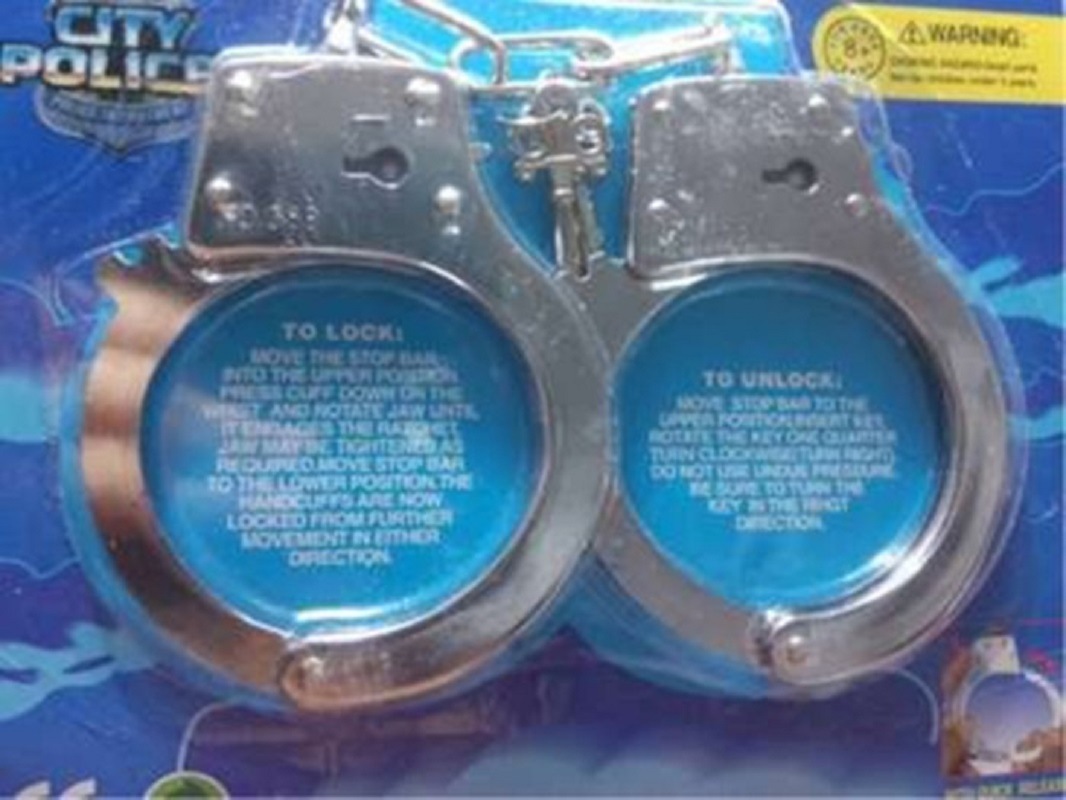 CITY
POLICE
WARNING:
TO LOCK:
MOVE THE STOP BAR
INTO THE UPPER POSITION
PRESS CUFF DOWN ON THE
WRIST AND ROTATE JAW UNTIL
IT ENGAGES THE RATCHET
JAW MAY BE TIGHTENED AS
REQUIRED.MOVE STOP BAR
TO THE LOWER POSITION.THE
HANDCUFFS ARE NOW
LOCKED FROM FURTHER
MOVEMENT IN EITHER
DIRECTION.
TO UNLOCK:
MOVE STOP BAR TO THE
UPPER POSITION.INSERT KEY,
ROTATE THE KEY ONE QUARTER
TURN CLOCKWISE(TURN RIGHT)
DO NOT USE UNDUE PRESSURE.
BE SURE TO TURN THE
KEY IN THE RIHGT
DIRECTION.
QUICK RELEASE